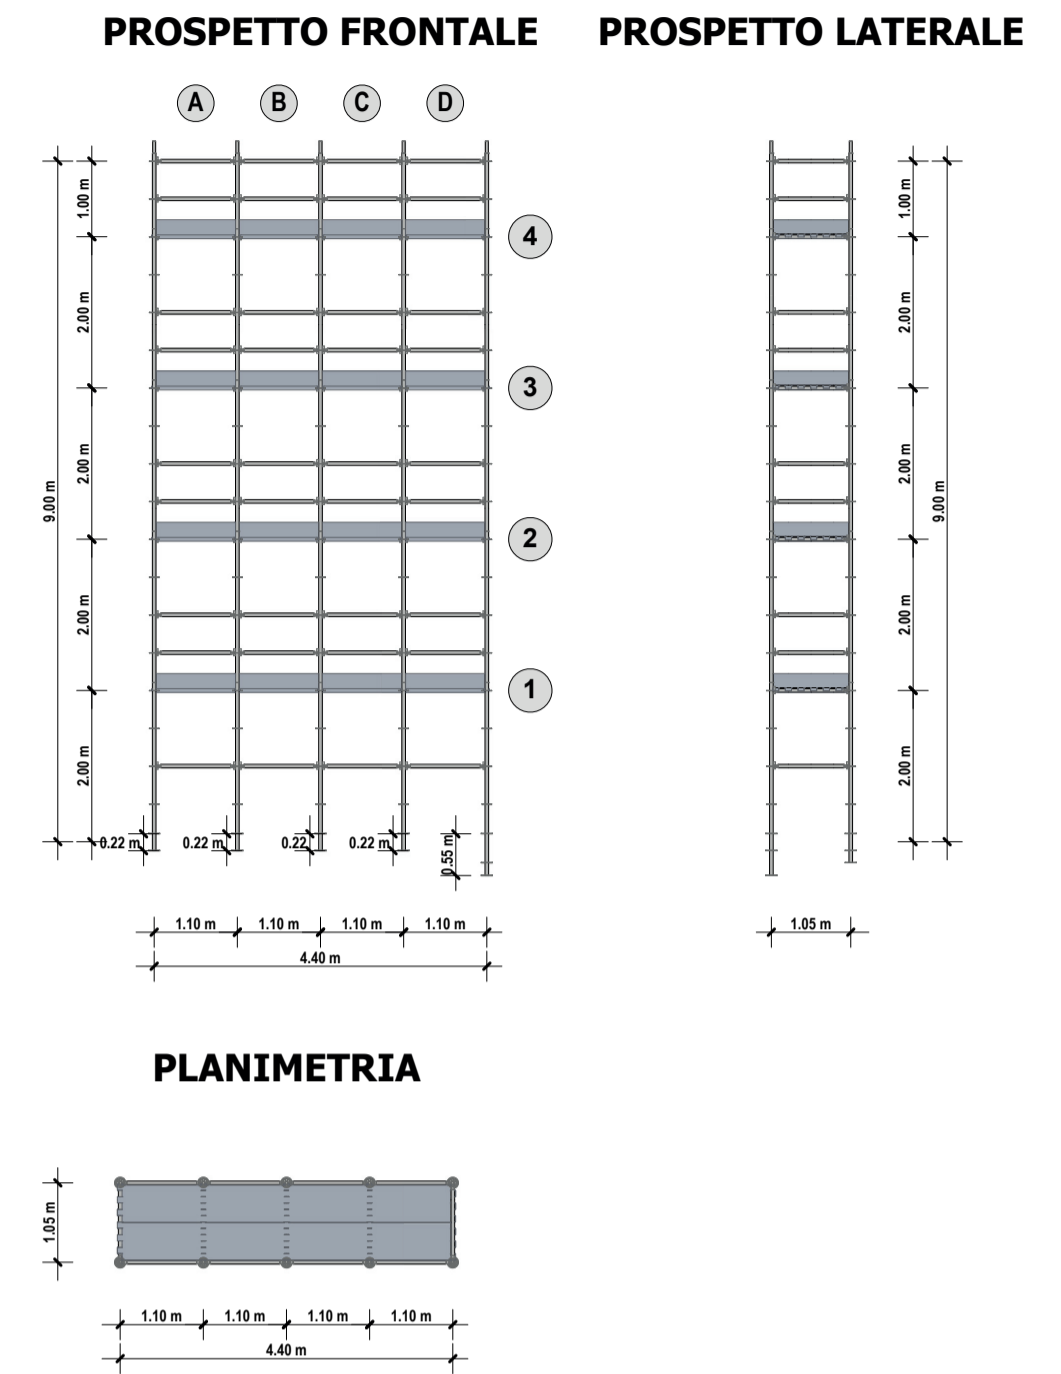 PROSPETTO FRONTALE
PROSPETTO LATERALE
A B C D
1.00 m
2.00 m
2.00 m
2.00 m
2.00 m
9.00 m
4
3
2
1
0.22 m
0.22 m
0.22
0.22 m
0.55 m
1.10 m 1.10 m 1.10 m 1.10 m
4.40 m
1.00 m
2.00 m
2.00 m
2.00 m
2.00 m
9.00 m
1.05 m
PLANIMETRIA
1.05 m
1.10 m 1.10 m 1.10 m 1.10 m
4.40 m